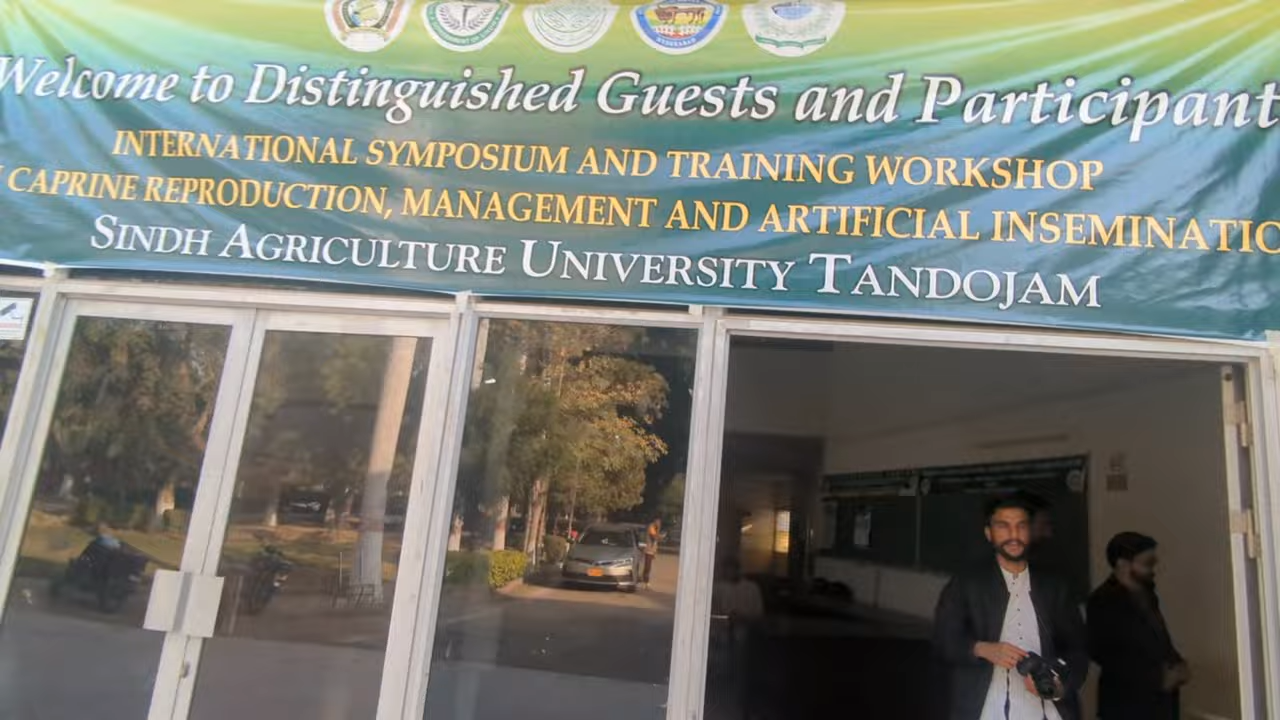 Welcome to Distinguished Guests and Participant
INTERNATIONAL SYMPOSIUM AND TRAINING WORKSHOP
CAPRINE REPRODUCTION, MANAGEMENT AND ARTIFICIAL INSEMINATIO
SINDH AGRICULTURE UNIVERSITY TANDOJAM